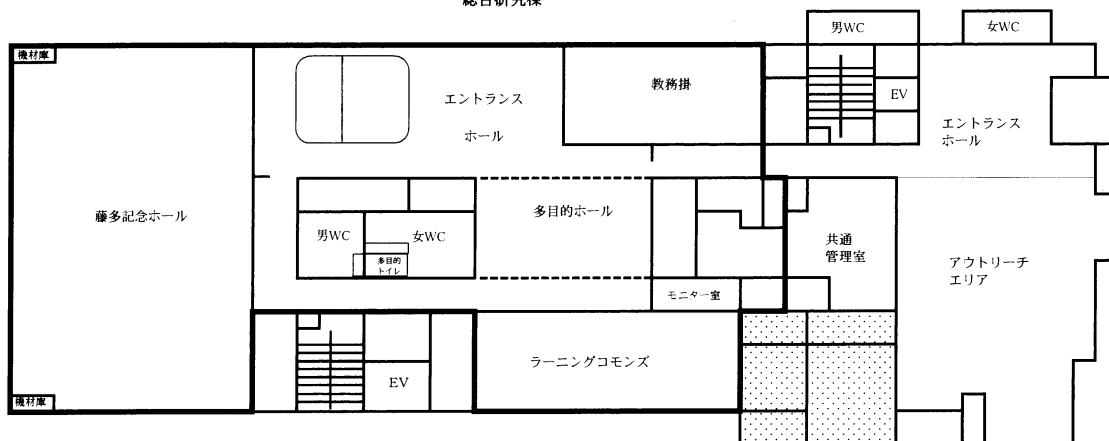 総合研究棟
男WC
女WC
機材庫
教務掛
EV
エントランス
ホール
エントランス
ホール
藤多記念ホール
多目的ホール
男WC
女WC
多目的
トイレ
共通
管理室
アウトリーチ
エリア
モニター室
ラーニングコモンズ
EV
機材庫